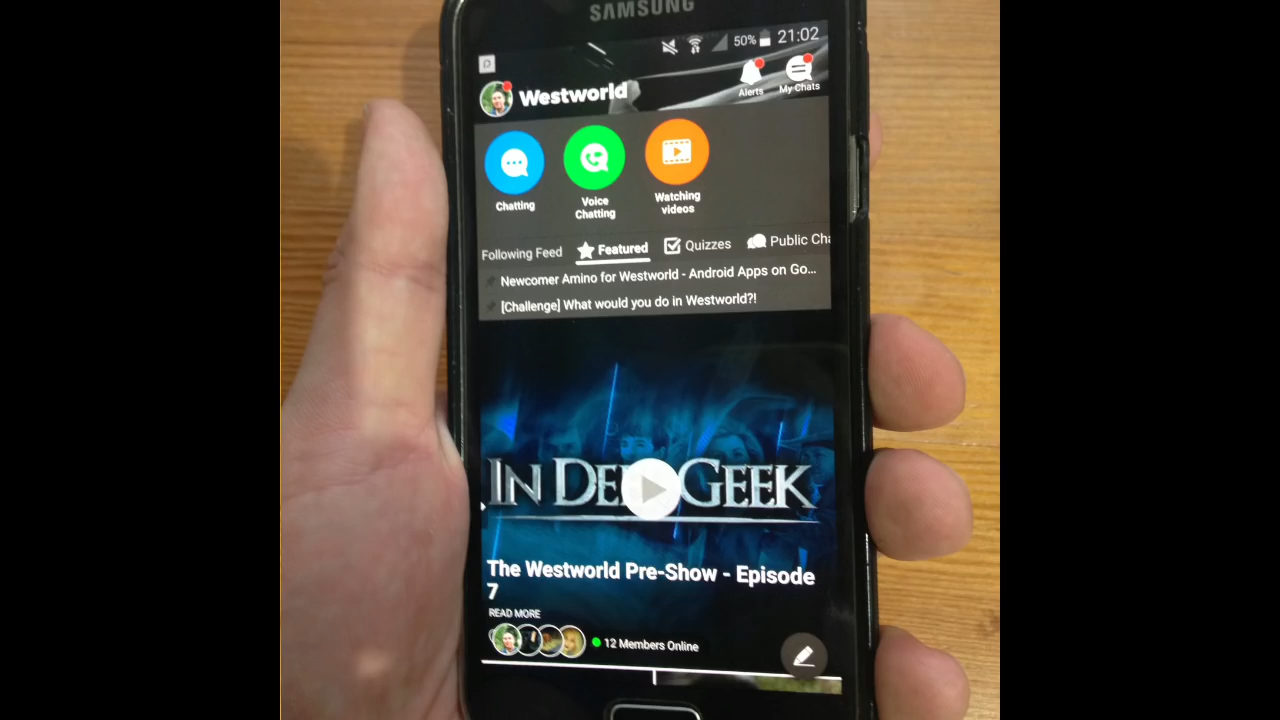 SAMSUNG
50% 21:02
Westworld
Alerts
My Chats
Chatting
Voice
Chatting
Watching
videos
Following Feed
Featured
Quizzes
Public Cha
Newcomer Amino for Westworld - Android Apps on Go...
[Challenge] What would you do in Westworld?!
IN GEEK
The Westworld Pre-Show - Episode
7
READ MORE
12 Members Online